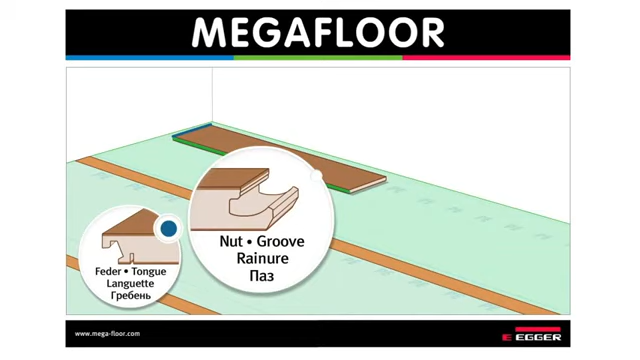 MEGAFLOOR
Nut • Groove
Rainure
Паз
Feder • Tongue
Languette
Гребень
www.mega-floor.com
E EGGER